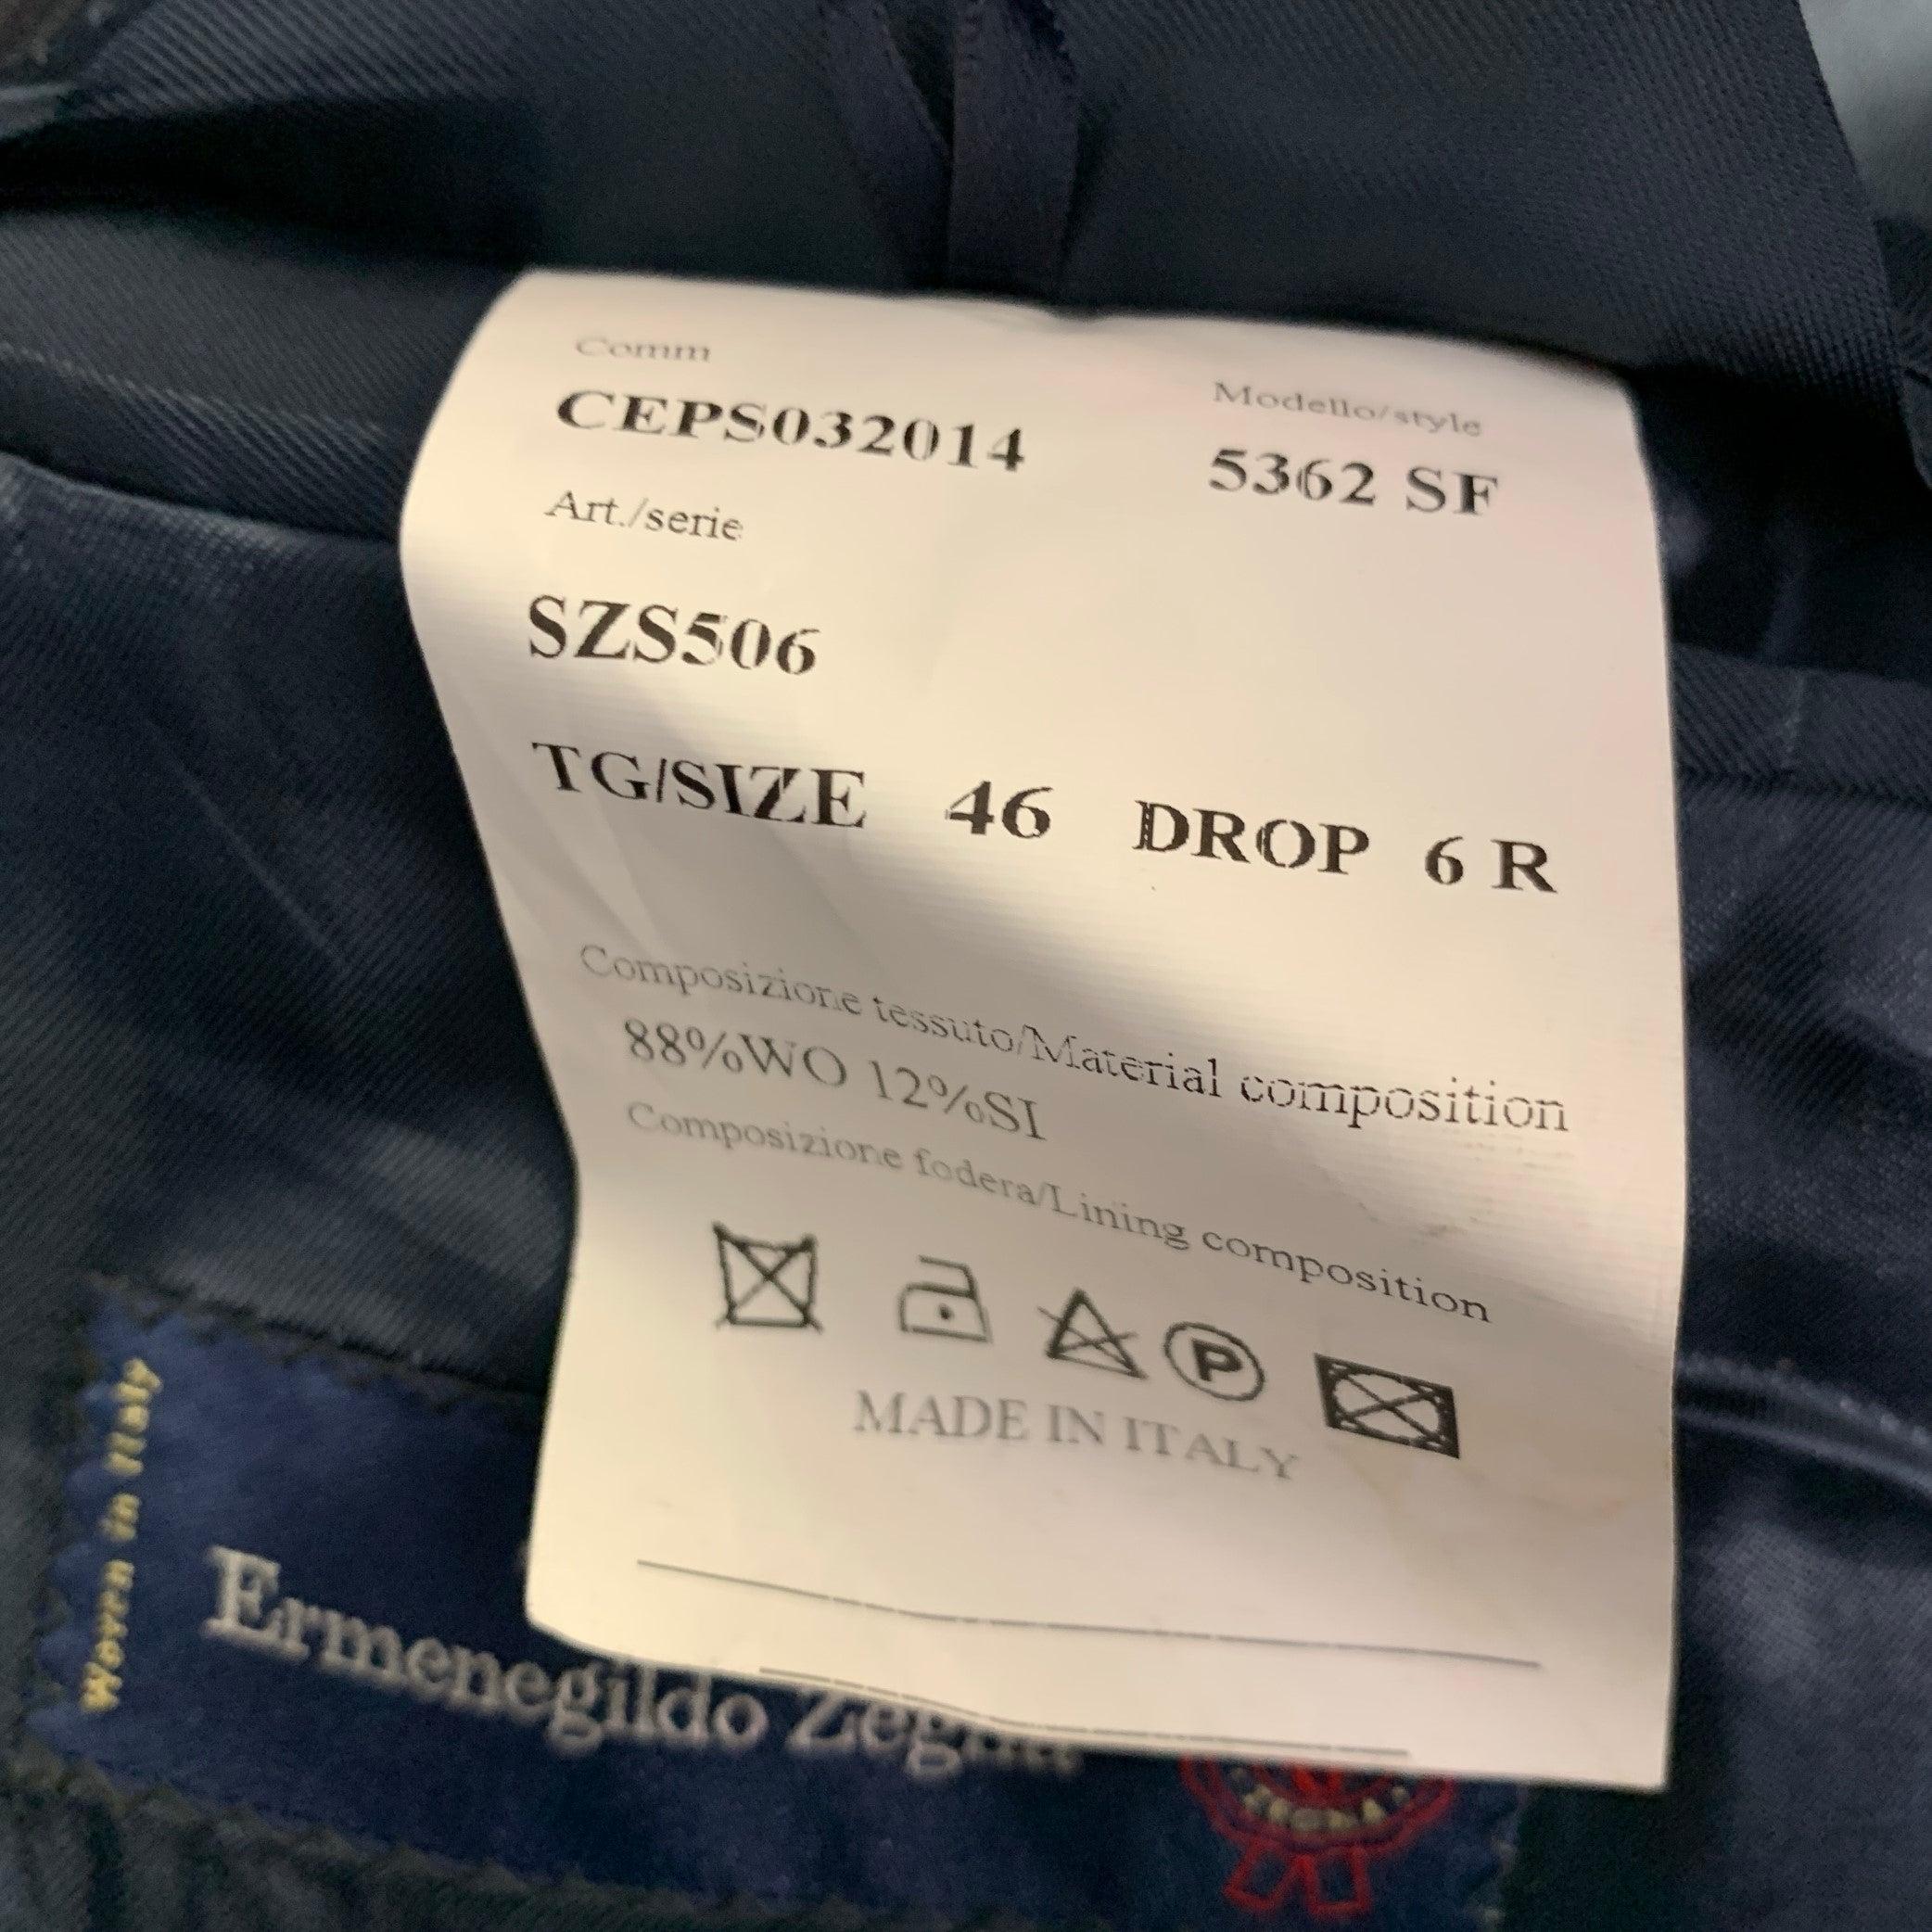 Comm
Modello/style
CEPS032014
5362 SF
Art./serie
SZS506
TG/SIZE 46 DROP 6 R
Composizione tessuto/Material composition
88%WO 12%SI
Composizione fodera/Lining composition
P
MADE IN ITALY
Woven in Italy
Ermenegildo Zegna
ZEGNA